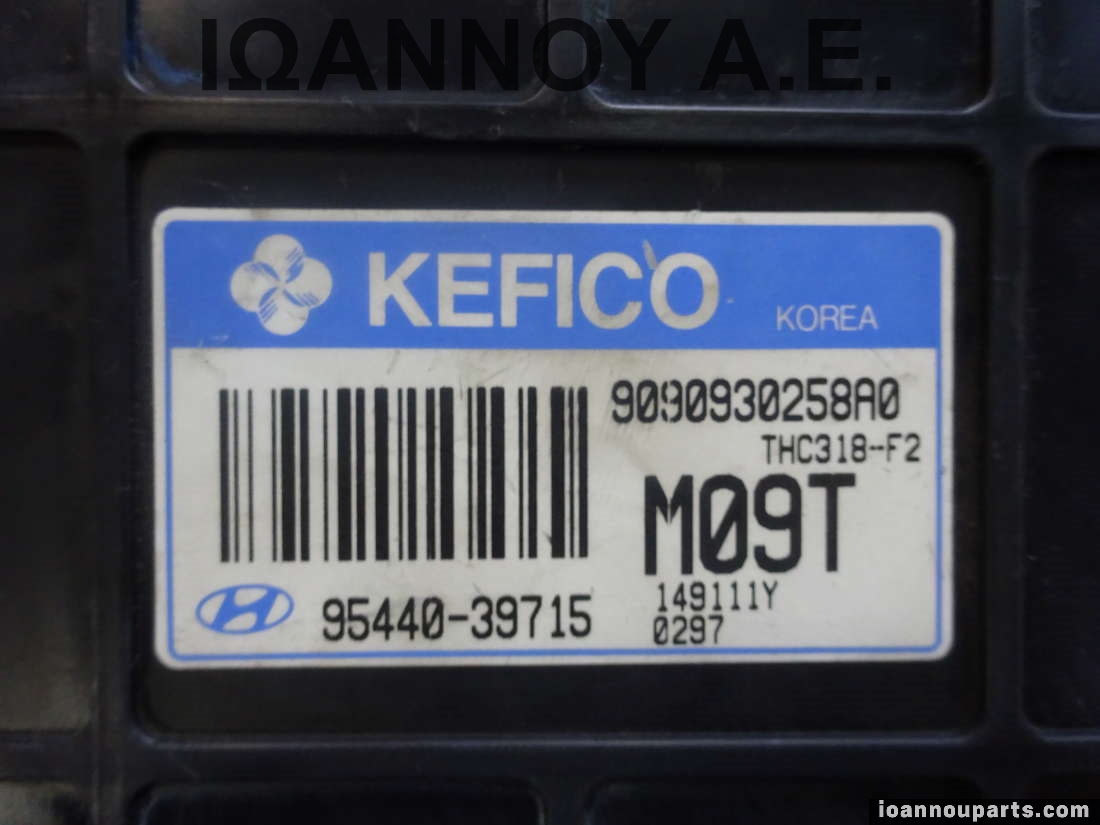 ΙΩΑΝΝΟΥ Α.Ε.
KEFICO
KOREA
9090930258A0
THC318-F2
M09T
95440-39715
149111Y
0297
ioannouparts.com